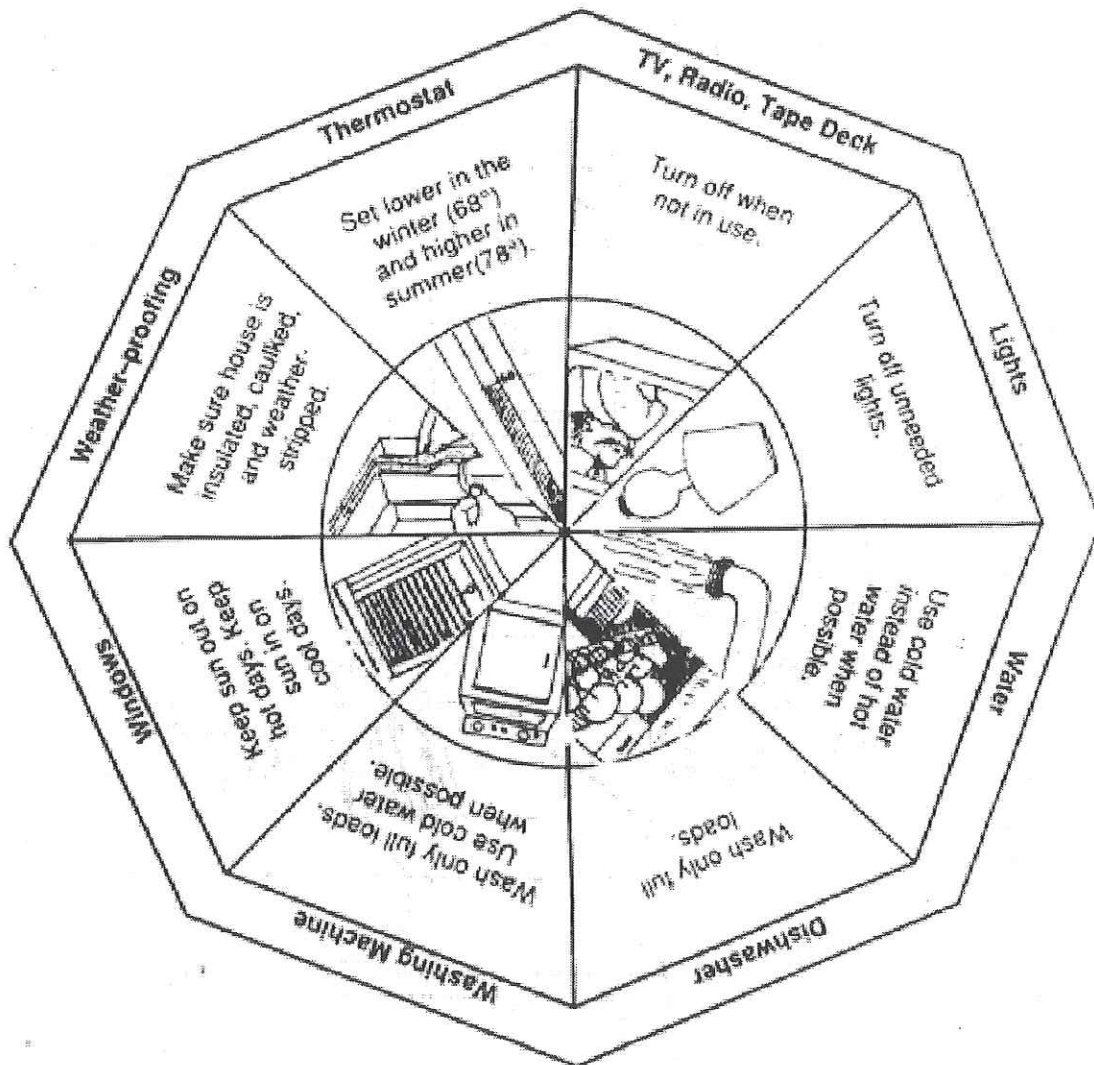 TV, Radio, Tape Deck
Turn off when
not in use.
Lights
Turn off unneeded
lights.
Water
Use cold water
instead of hot
water when
possible.
Dishwasher
Wash only full
loads.
Washing Machine
Wash only full loads.
Use cold water
when possible.
Windows
Keep sun out on
hot days. Keep
sun in on
cool days.
Weather-proofing
Make sure house is
insulated, caulked,
and weather-
stripped.
Thermostat
Set lower in the
winter (68°)
and higher in
summer(78°).